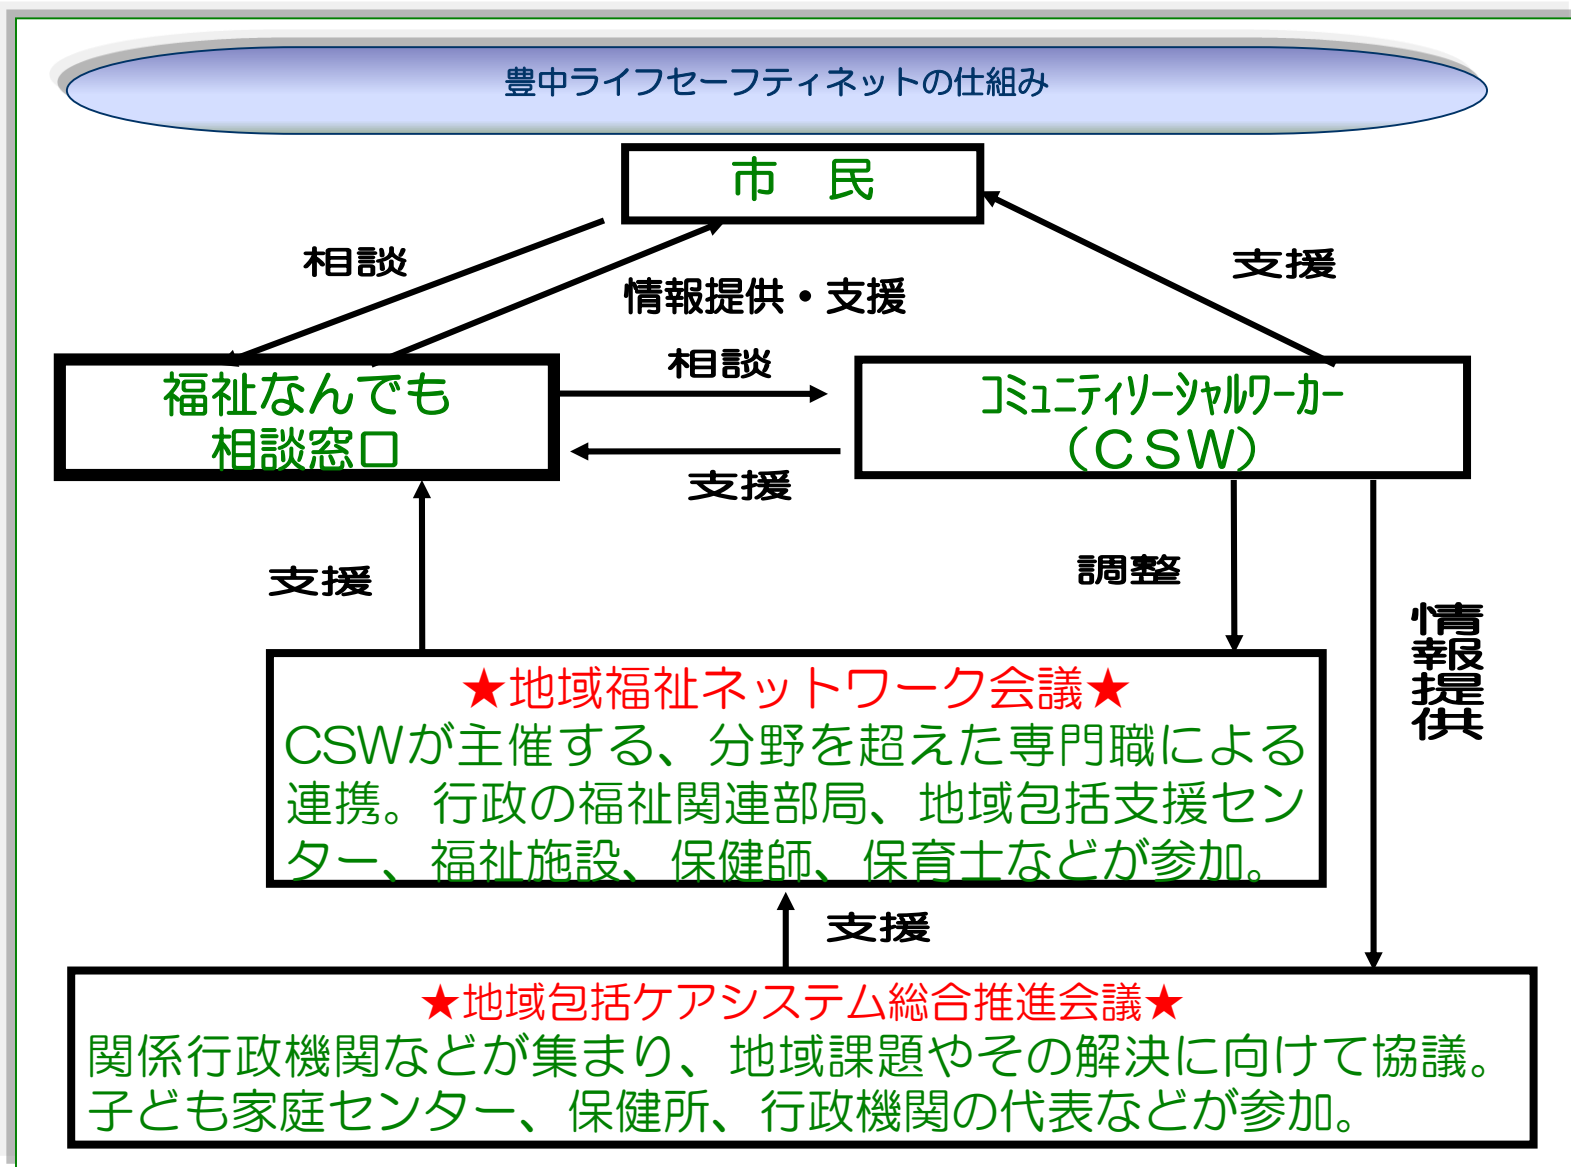 豊中ライフセーフティネットの仕組み
市　民
相談
支援
情報提供・支援
相談
福祉なんでも
相談窓口
コミュニティソーシャルワーカー
（ＣＳＷ）
支援
支援
調整
情報提供
★地域福祉ネットワーク会議★
CSWが主催する、分野を超えた専門職による
連携。行政の福祉関連部局、地域包括支援セン
ター、福祉施設、保健師、保育士などが参加。
支援
★地域包括ケアシステム総合推進会議★
関係行政機関などが集まり、地域課題やその解決に向けて協議。
子ども家庭センター、保健所、行政機関の代表などが参加。